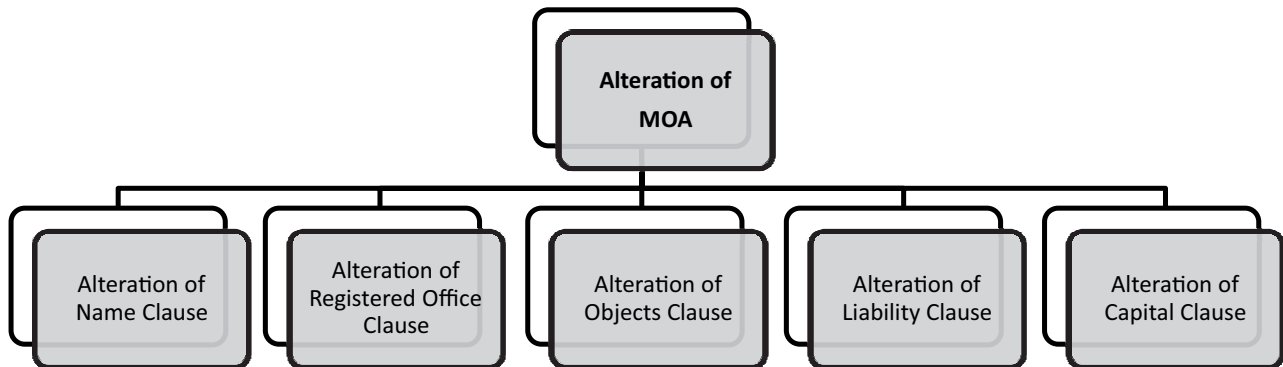 Alteration of
MOA
Alteration of
Name Clause
Alteration of
Registered Office
Clause
Alteration of
Objects Clause
Alteration of
Liability Clause
Alteration of
Capital Clause